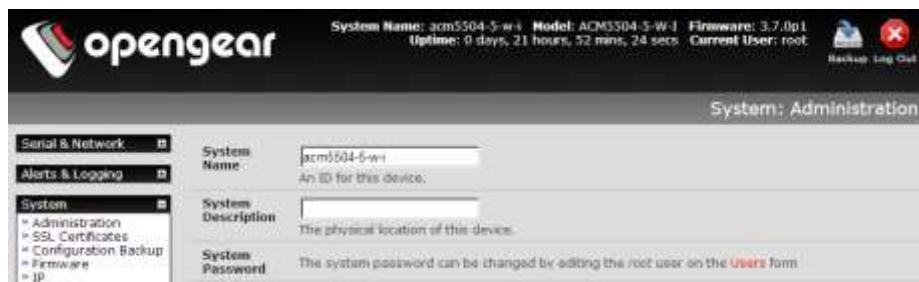 opengear
System Name: acm5504-5-w-i Model: ACM5504-5-W-I Firmware: 3.7.0p1
Uptime: 0 days, 21 hours, 52 mins, 24 secs Current User: root
Backup Log Out
System: Administration
Serial & Network
Alerts & Logging
System
Administration
SSL Certificates
Configuration Backup
Firmware
IP
System Name
acm5504-5-w-i
An ID for this device.
System Description
The physical location of this device.
System Password
The system password can be changed by editing the root user on the Users form